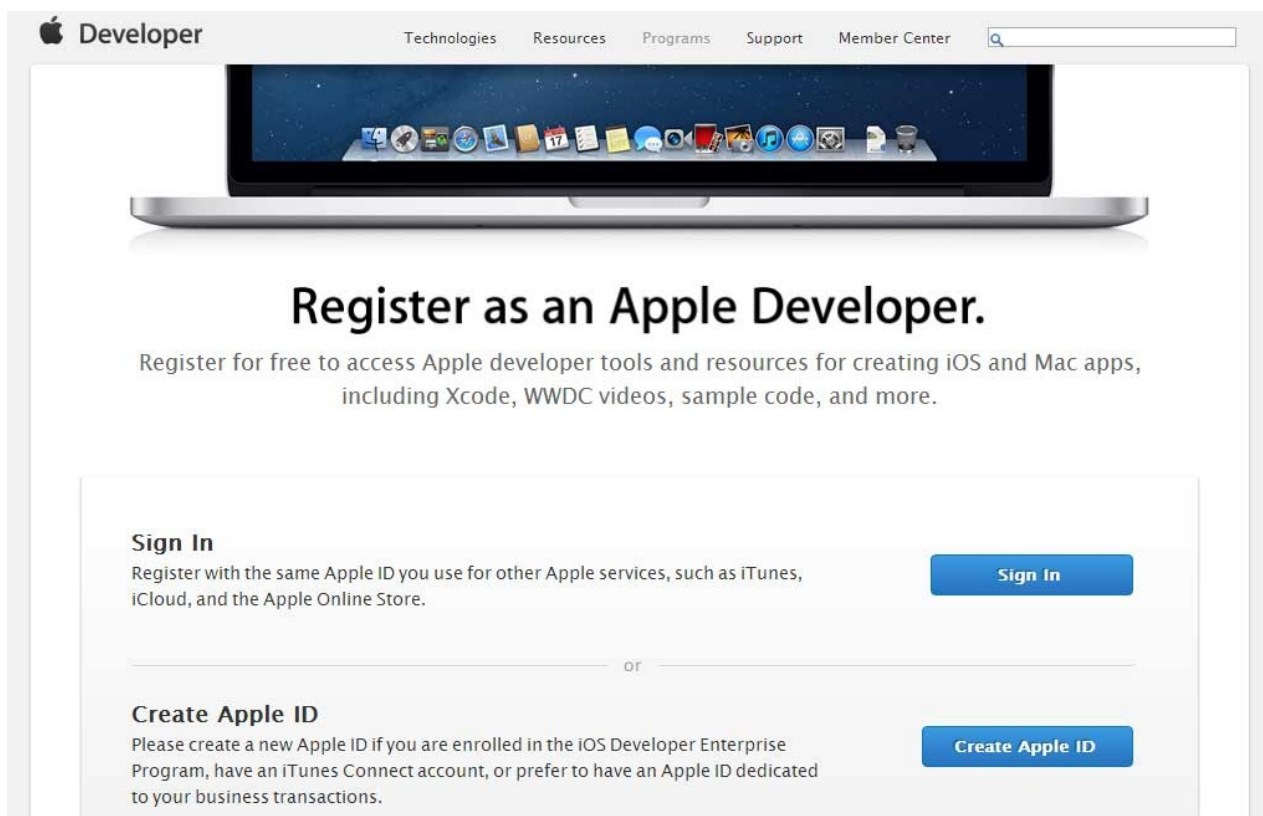 Developer
Technologies Resources Programs Support Member Center
17
Register as an Apple Developer.
Register for free to access Apple developer tools and resources for creating iOS and Mac apps,
including Xcode, WWDC videos, sample code, and more.
Sign In
Register with the same Apple ID you use for other Apple services, such as iTunes,
iCloud, and the Apple Online Store.
Sign In
or
Create Apple ID
Please create a new Apple ID if you are enrolled in the iOS Developer Enterprise
Program, have an iTunes Connect account, or prefer to have an Apple ID dedicated
to your business transactions.
Create Apple ID